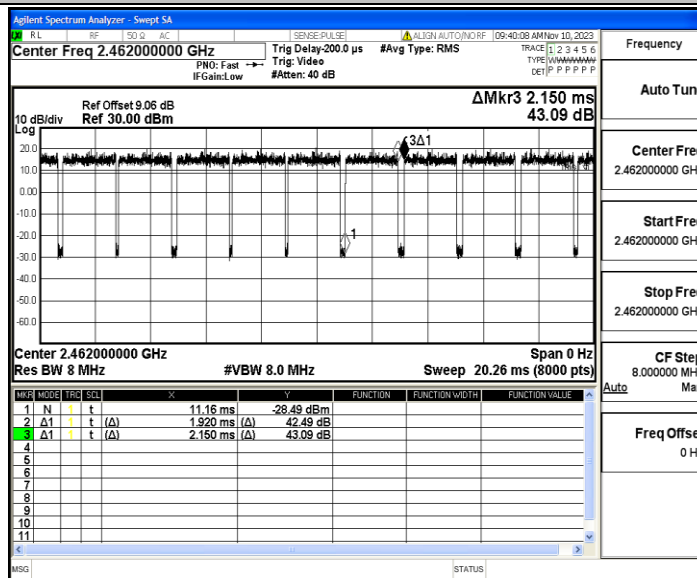 Agilent Spectrum Analyzer - Swept SA
RL RF 50 Ω AC SENSE:PULSE ALIGN AUTO/NO RF 09:40:08 AM Nov 10, 2023
Center Freq 2.462000000 GHz
PNO: Fast
IFGain:Low
Trig Delay-200.0 µs
Trig: Video
#Atten: 40 dB
#Avg Type: RMS
TRACE 1 2 3 4 5 6
TYPE
DET P P P P P P
ΔMkr3 2.150 ms
43.09 dB
Ref Offset 9.06 dB
10 dB/div Ref 30.00 dBm
Log
20.0
10.0
0.00
-10.0
-20.0
-30.0
-40.0
-50.0
-60.0
3Δ1
1
Center 2.462000000 GHz Span 0 Hz
Res BW 8 MHz #VBW 8.0 MHz Sweep 20.26 ms (8000 pts)
MKR MODE TRC SCL X Y FUNCTION FUNCTION WIDTH FUNCTION VALUE
1 N t 11.16 ms -28.49 dBm
2 Δ1 t (Δ) 1.920 ms (Δ) 42.49 dB
3 Δ1 t (Δ) 2.150 ms (Δ) 43.09 dB
4
5
6
7
8
9
10
11
MSG STATUS
Frequency
Auto Tun
Center Fre
2.462000000 GH
Start Fre
2.462000000 GH
Stop Fre
2.462000000 GH
CF Ste
8.000000 MH
Auto Ma
Freq Offse
0 H